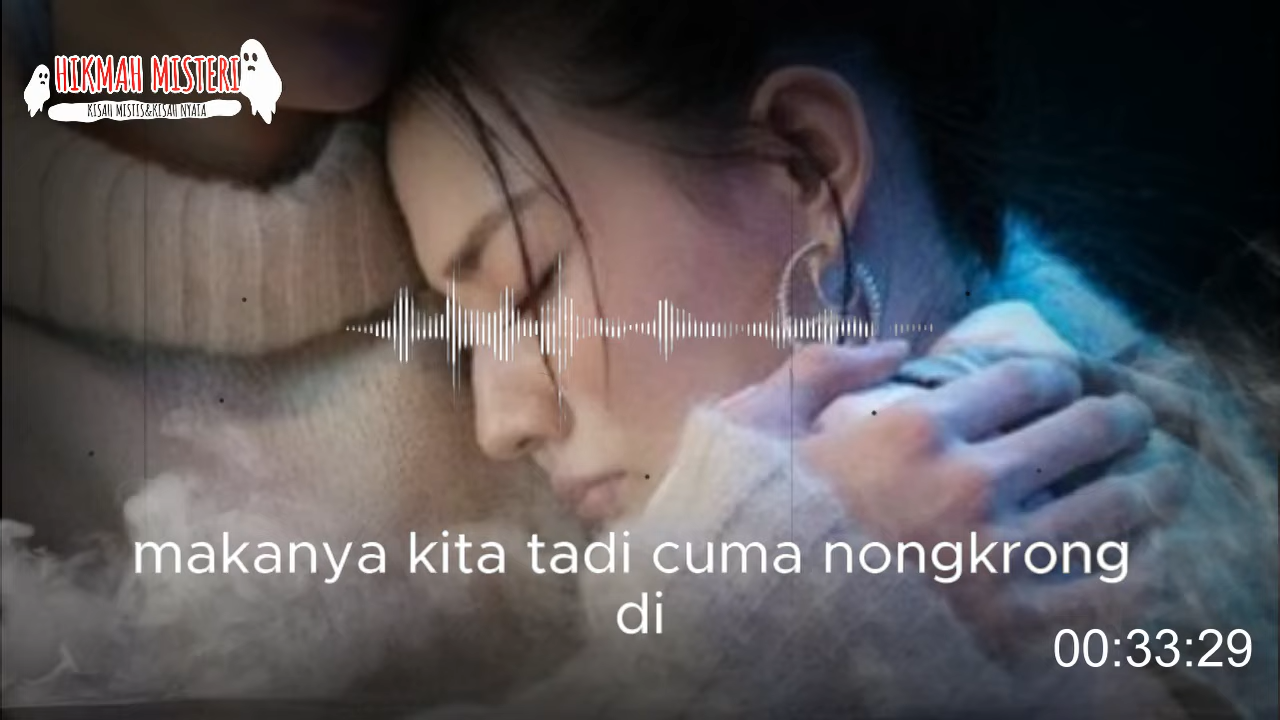 HIKMAH MISTERI
KISAH MISTIS&KISAH NYATA
makanya kita tadi cuma nongkrong
di
00:33:29